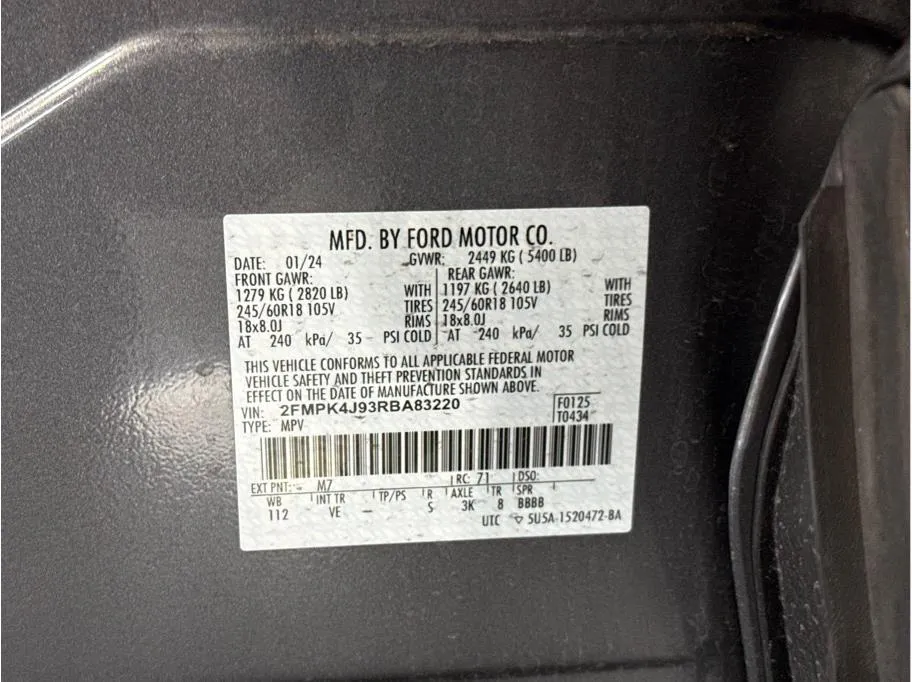 MFD. BY FORD MOTOR CO.
DATE: 01/24 GVWR: 2449 KG ( 5400 LB)
FRONT GAWR: REAR GAWR:
1279 KG ( 2820 LB) WITH 1197 KG ( 2640 LB) WITH
245/60R18 105V TIRES 245/60R18 105V TIRES
18x8.0J RIMS 18x8.0J RIMS
AT 240 kPa/ 35 PSI COLD AT 240 kPa/ 35 PSI COLD
THIS VEHICLE CONFORMS TO ALL APPLICABLE FEDERAL MOTOR
VEHICLE SAFETY AND THEFT PREVENTION STANDARDS IN
EFFECT ON THE DATE OF MANUFACTURE SHOWN ABOVE.
VIN: 2FMPK4J93RBA83220 F0125
TYPE: MPV T0434
EXT PNT: M7 RC: 71 DSO:
WB INT TR TP/PS R AXLE TR SPR
112 VE — S 3K 8 BBBB
UTC ▽ 5U5A-1520472-BA